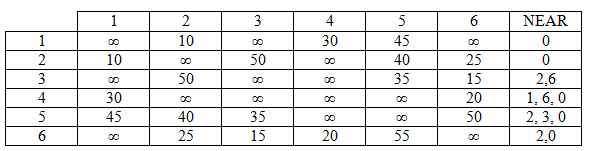 1 2 3 4 5 6 NEAR
1 ∞ 10 ∞ 30 45 ∞ 0
2 10 ∞ 50 ∞ 40 25 0
3 ∞ 50 ∞ ∞ 35 15 2,6
4 30 ∞ ∞ ∞ ∞ 20 1, 6, 0
5 45 40 35 ∞ ∞ 50 2, 3, 0
6 ∞ 25 15 20 55 ∞ 2,0